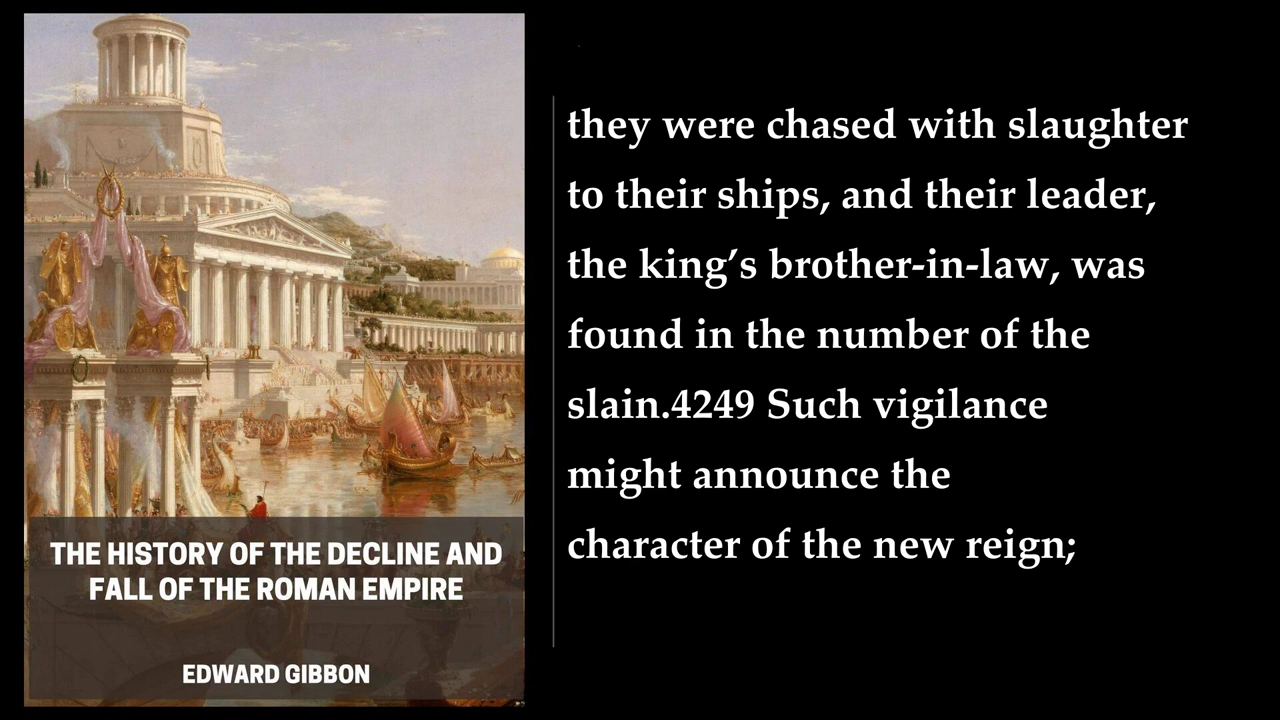 THE HISTORY OF THE DECLINE AND
FALL OF THE ROMAN EMPIRE
EDWARD GIBBON
they were chased with slaughter
to their ships, and their leader,
the king’s brother-in-law, was
found in the number of the
slain.4249 Such vigilance
might announce the
character of the new reign;